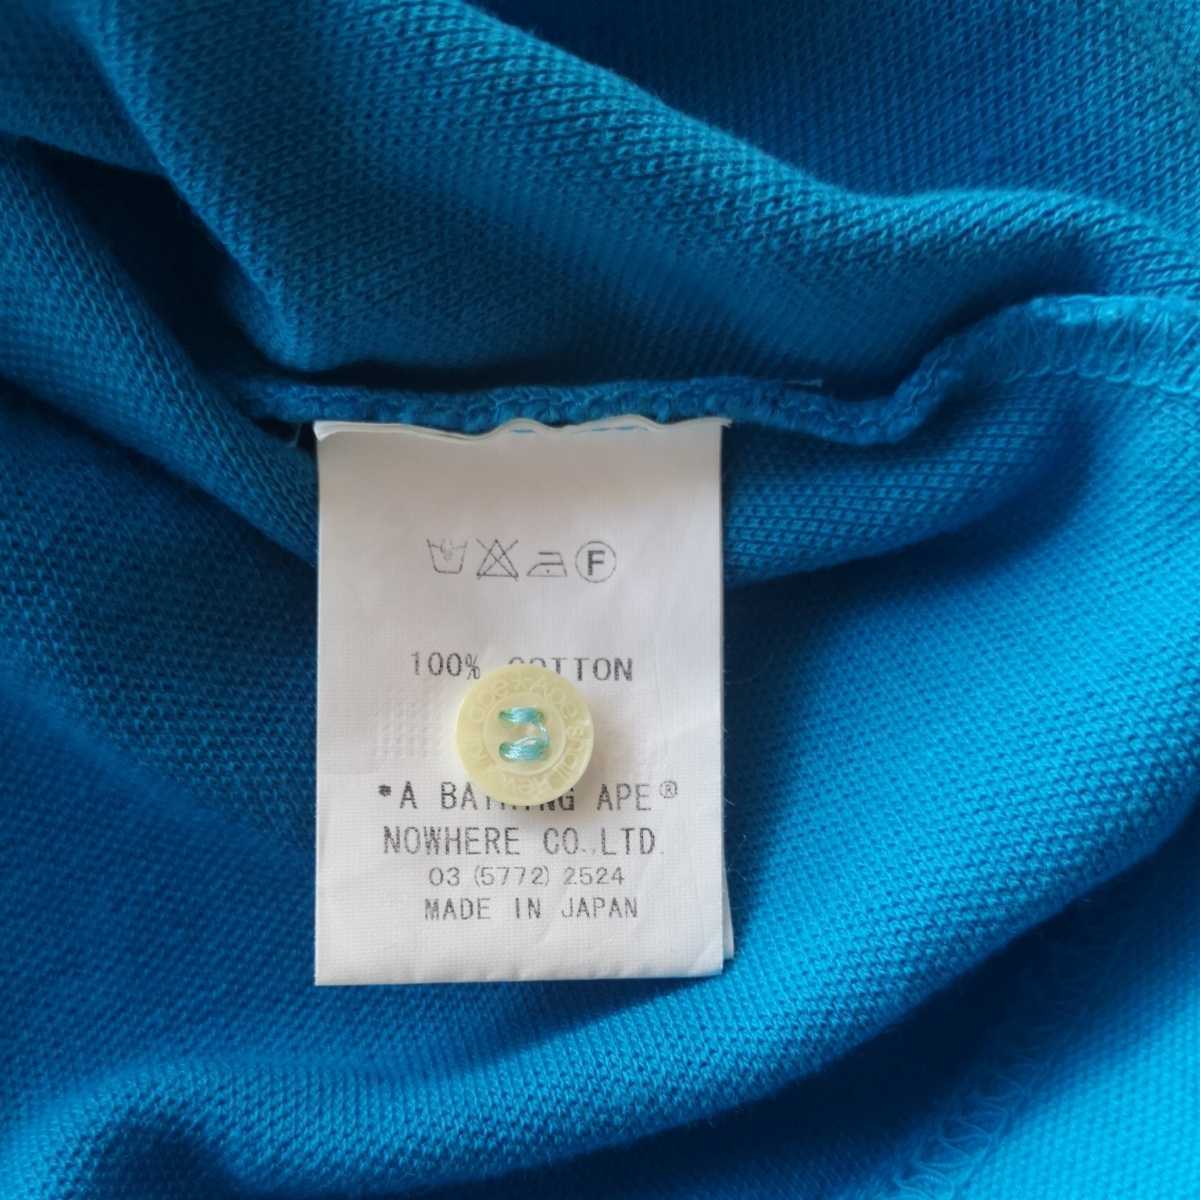 F
100% COTTON
*A BATHING APE®
NOWHERE CO.,LTD.
03 (5772) 2524
MADE IN JAPAN